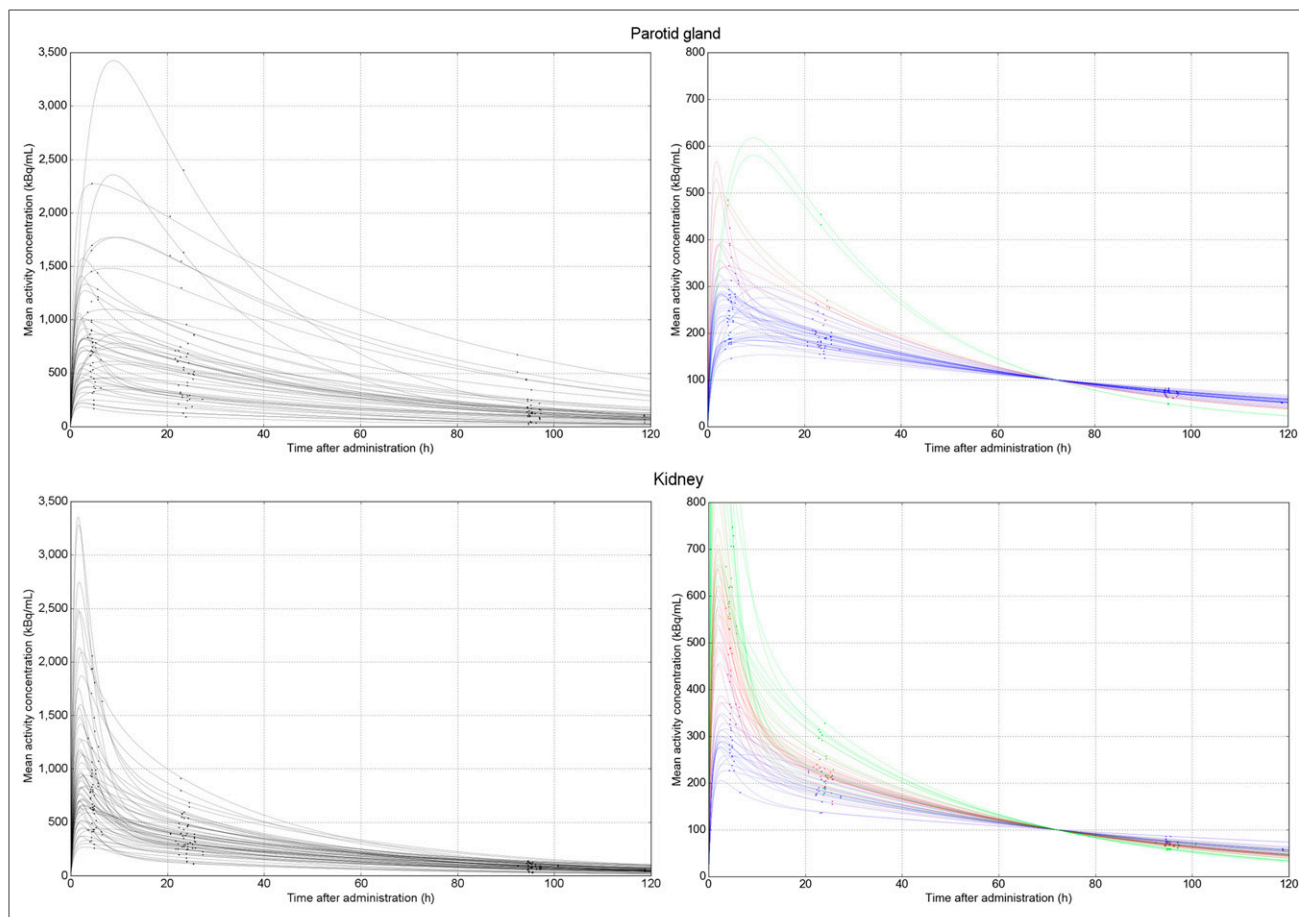 Parotid gland
3,500
3,000
2,500
2,000
1,500
1,000
500
0
Mean activity concentration (kBq/mL)
0 20 40 60 80 100 120
Time after administration (h)
800
700
600
500
400
300
200
100
0
Mean activity concentration (kBq/mL)
0 20 40 60 80 100 120
Time after administration (h)
Kidney
3,500
3,000
2,500
2,000
1,500
1,000
500
0
Mean activity concentration (kBq/mL)
0 20 40 60 80 100 120
Time after administration (h)
800
700
600
500
400
300
200
100
0
Mean activity concentration (kBq/mL)
0 20 40 60 80 100 120
Time after administration (h)